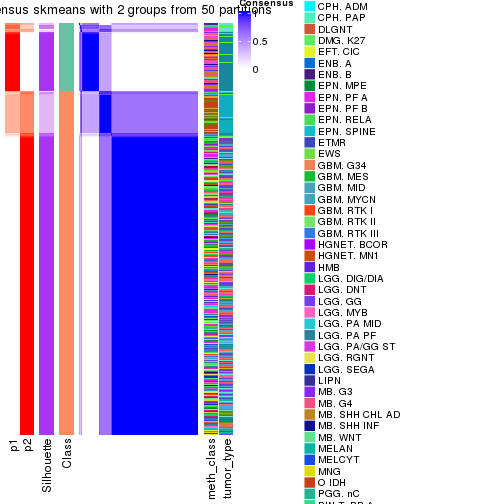 nsus skmeans with 2 groups from 50 partitions
Consensus
0.5
0
p1
p2
Silhouette
Class
meth_class
tumor_type
CPH. ADM
CPH. PAP
DLGNT
DMG. K27
EFT. CIC
ENB. A
ENB. B
EPN. MPE
EPN. PF A
EPN. PF B
EPN. RELA
EPN. SPINE
ETMR
EWS
GBM. G34
GBM. MES
GBM. MID
GBM. MYCN
GBM. RTK I
GBM. RTK II
GBM. RTK III
HGNET. BCOR
HGNET. MN1
HMB
LGG. DIG/DIA
LGG. DNT
LGG. GG
LGG. MYB
LGG. PA MID
LGG. PA PF
LGG. PA/GG ST
LGG. RGNT
LGG. SEGA
LIPN
MB. G3
MB. G4
MB. SHH CHL AD
MB. SHH INF
MB. WNT
MELAN
MELCYT
MNG
O IDH
PGG. nC